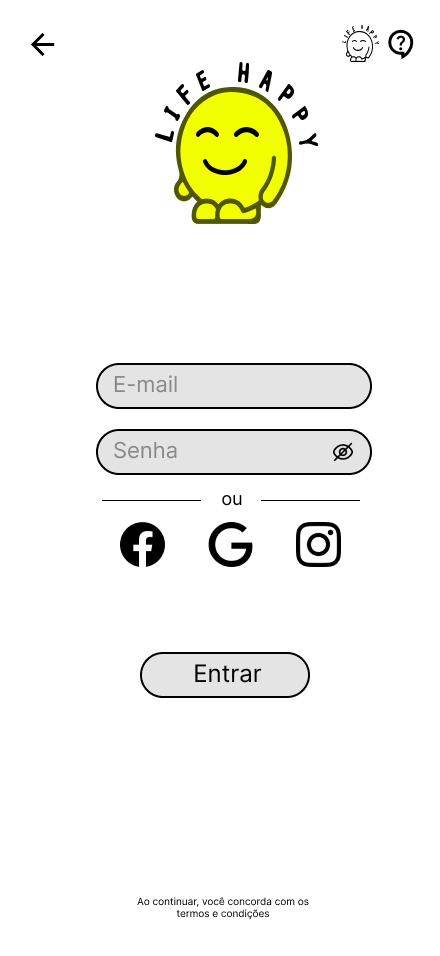 LIFE HAPPY
LIFE HAPPY
E-mail
Senha
ou
Entrar
Ao continuar, você concorda com os
termos e condições